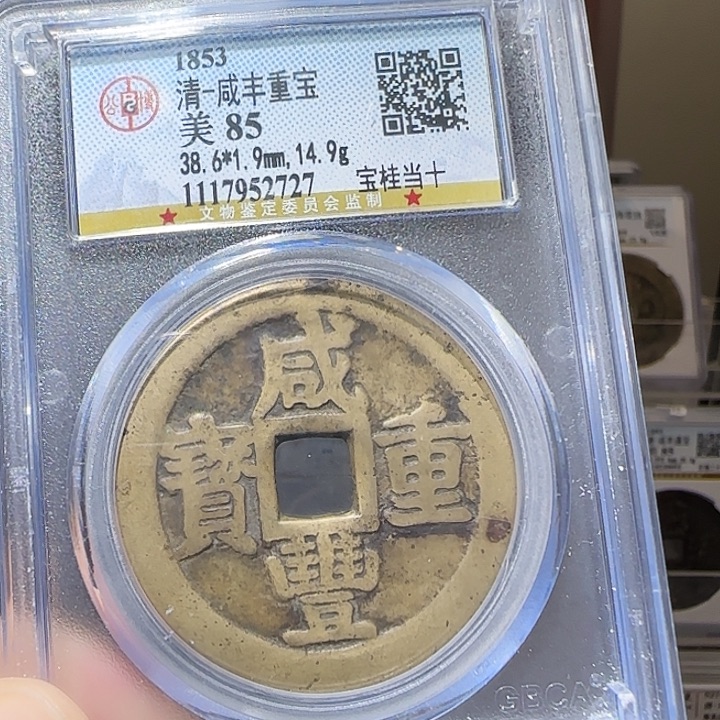 1853
清-咸丰重宝
美 85
38.6*1.9mm,14.9g
1117952727
宝桂当十
文物鉴定委员会监制
咸
重
寶
豐
GBCA